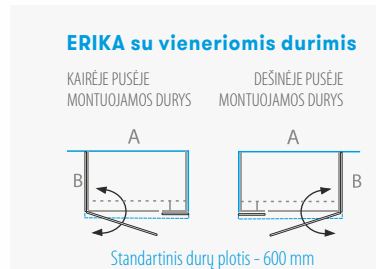 ERIKA su vieneriomis durimis
KAIRĖJE PUSĖJE
MONTUOJAMOS DURYS
DEŠINĖJE PUSĖJE
MONTUOJAMOS DURYS
A
B
A
B
Standartinis durų plotis – 600 mm